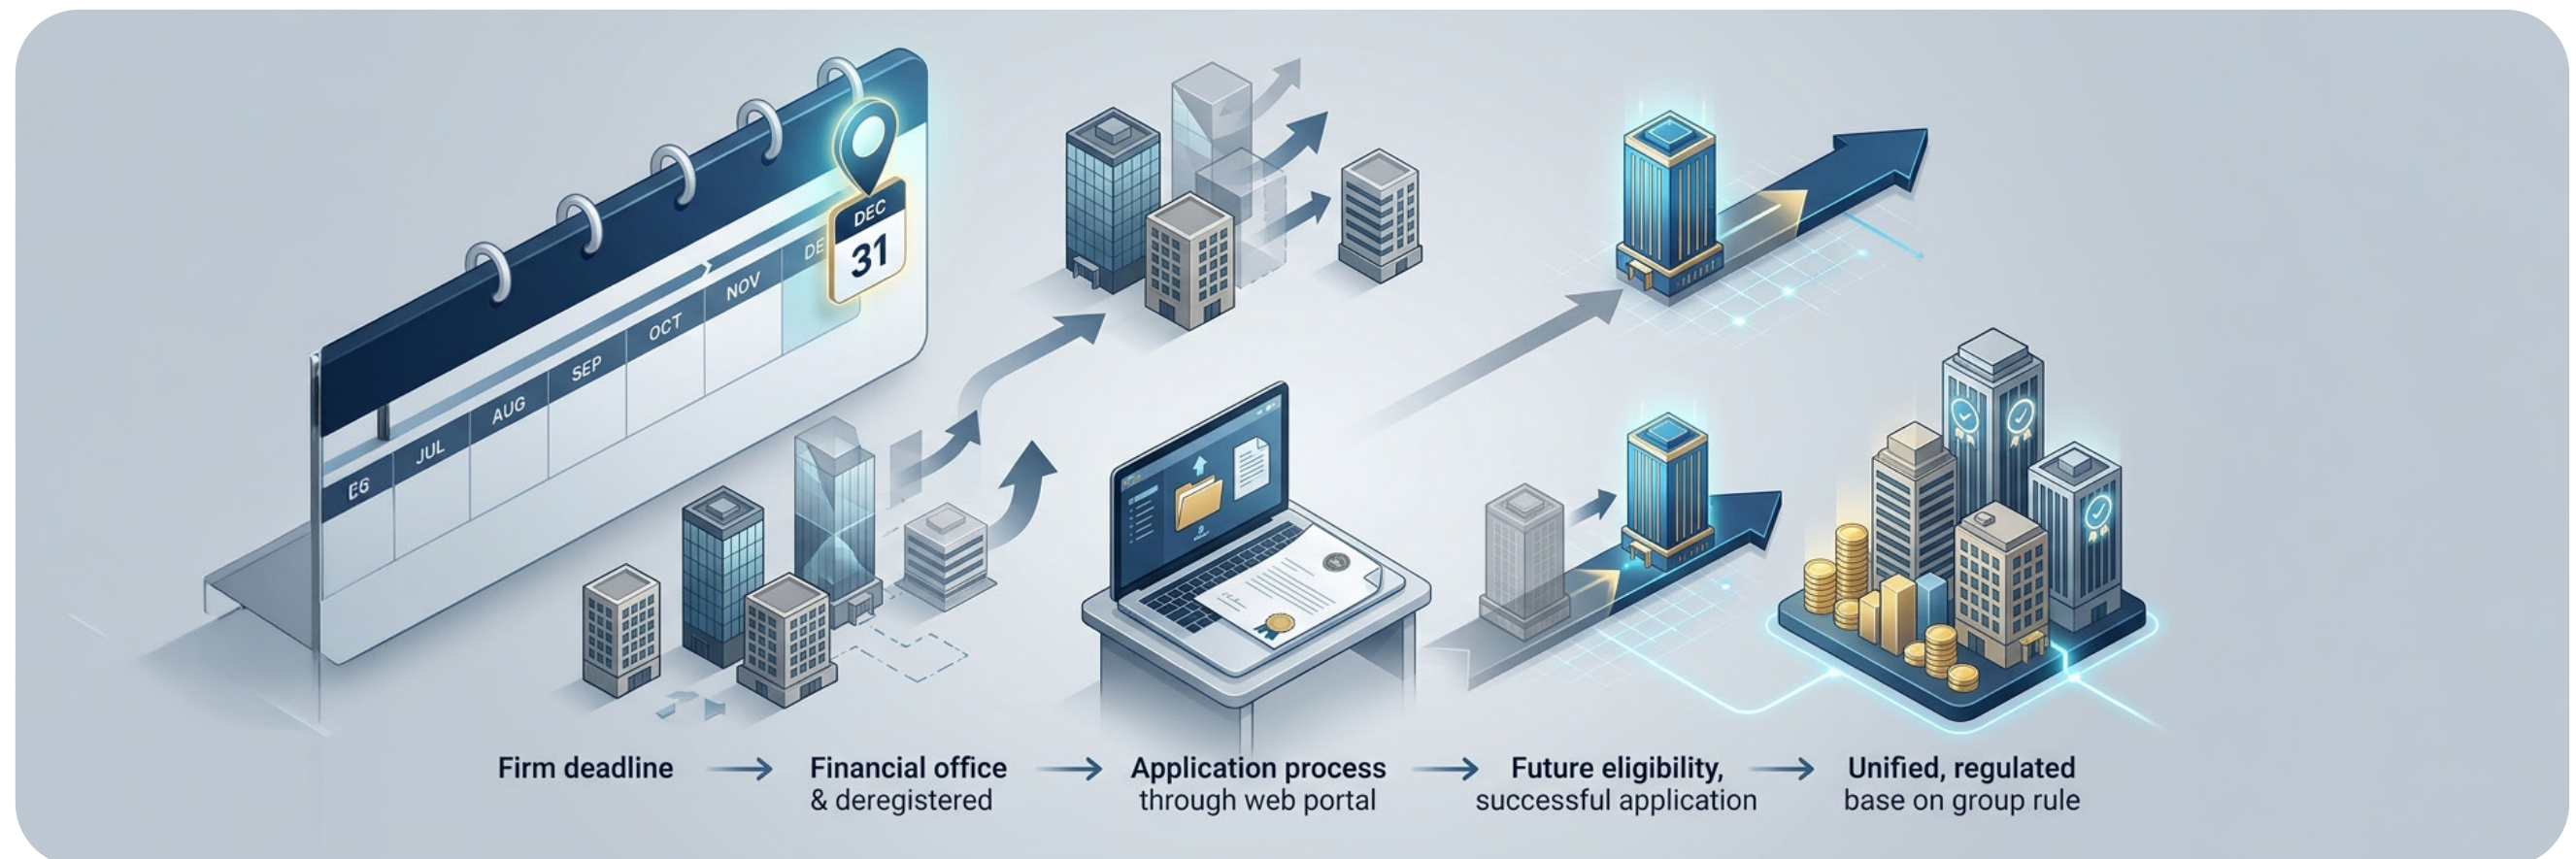 DEC
31
JUL
AUG
SEP
OCT
NOV
DE
Firm deadline
Financial office
& deregistered
Application process
through web portal
Future eligibility,
successful application
Unified, regulated
base on group rule